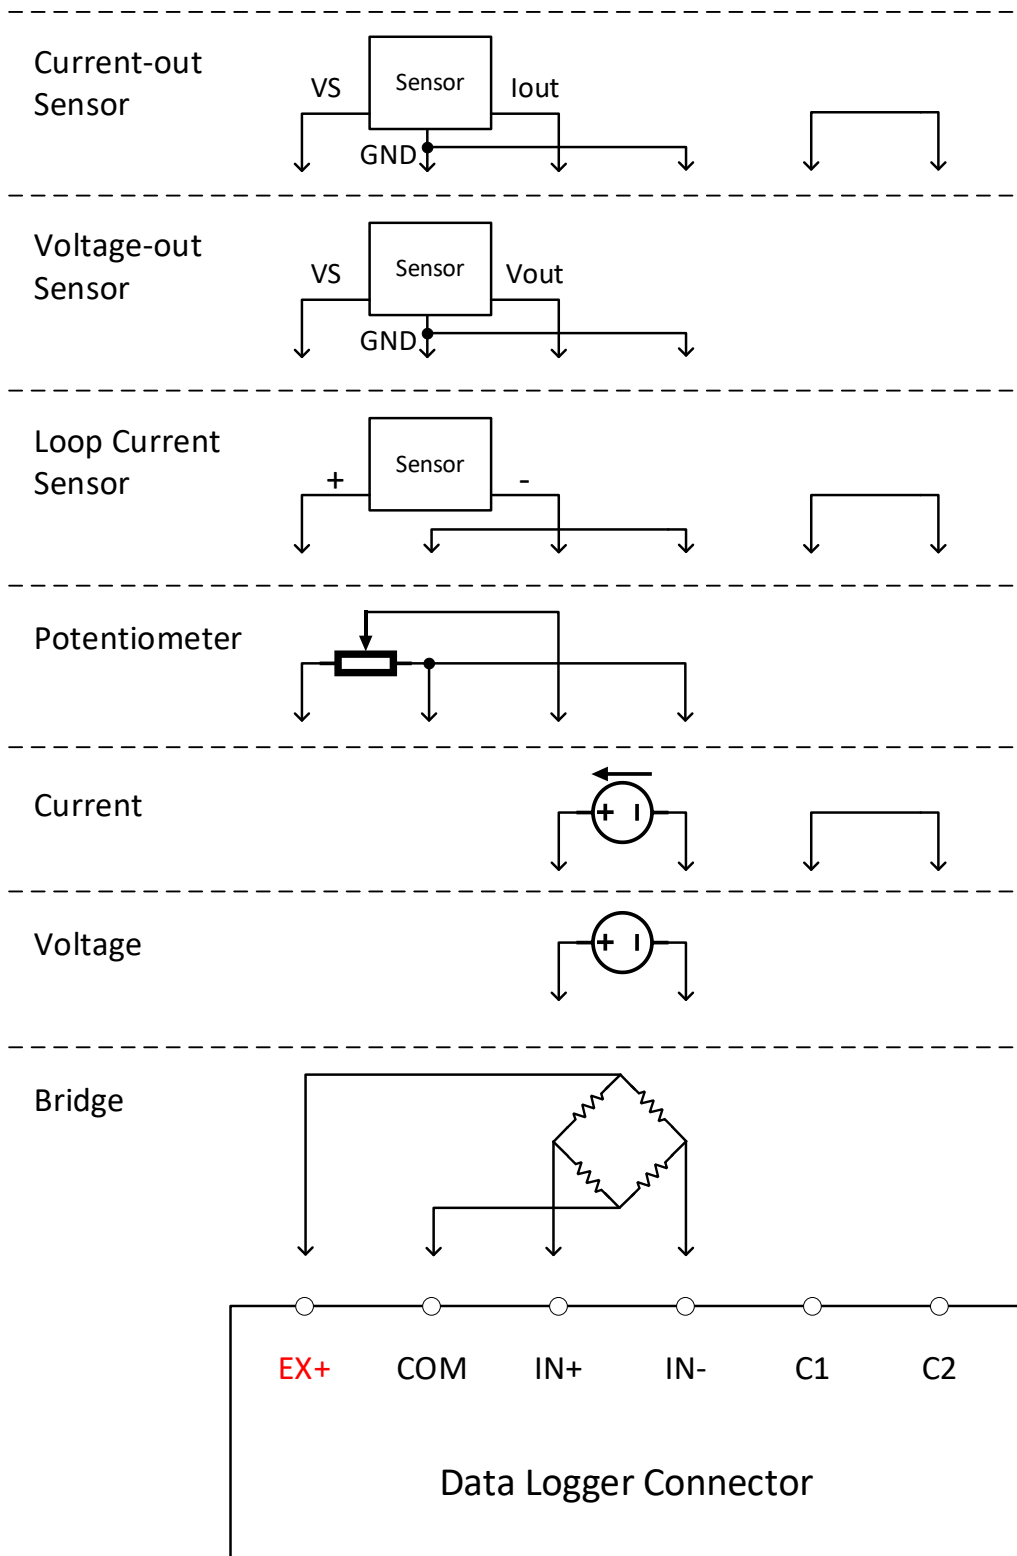 Current-out
Sensor
VS
Sensor
Iout
GND
Voltage-out
Sensor
VS
Sensor
Vout
GND
Loop Current
Sensor
+
Sensor
-
Potentiometer
Current
+ -
Voltage
+ -
Bridge
EX+ COM IN+ IN- C1 C2
Data Logger Connector